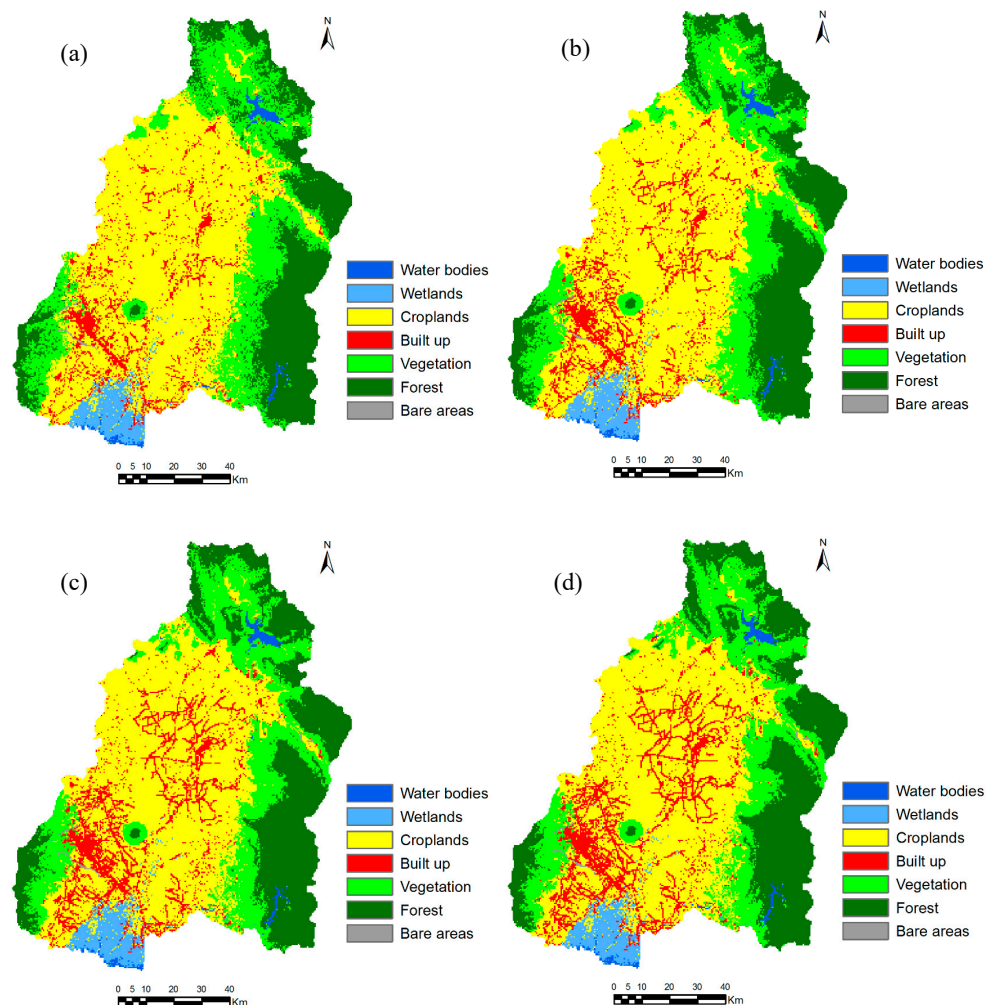 (a)
N
Water bodies
Wetlands
Croplands
Built up
Vegetation
Forest
Bare areas
0 5 10 20 30 40
Km
(b)
N
Water bodies
Wetlands
Croplands
Built up
Vegetation
Forest
Bare areas
0 5 10 20 30 40
Km
(c)
N
Water bodies
Wetlands
Croplands
Built up
Vegetation
Forest
Bare areas
0 5 10 20 30 40
Km
(d)
N
Water bodies
Wetlands
Croplands
Built up
Vegetation
Forest
Bare areas
0 5 10 20 30 40
Km